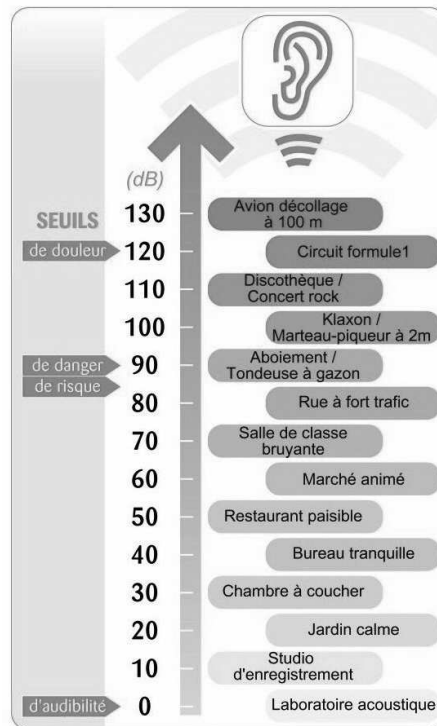 (dB)
SEUILS
130
Avion décollage
à 100 m
de douleur
120
Circuit formule1
110
Discothèque /
Concert rock
100
Klaxon /
Marteau-piqueur à 2m
de danger
90
Aboiement /
Tondeuse à gazon
de risque
80
Rue à fort trafic
70
Salle de classe
bruyante
60
Marché animé
50
Restaurant paisible
40
Bureau tranquille
30
Chambre à coucher
20
Jardin calme
10
Studio
d'enregistrement
d'audibilité
0
Laboratoire acoustique